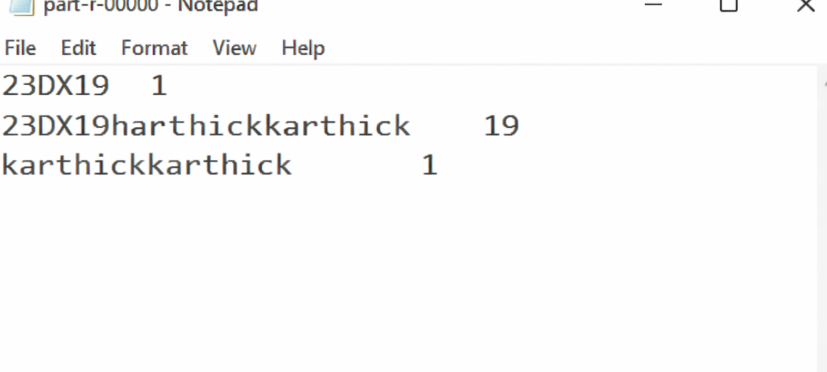 part-r-00000 - Notepad
File Edit Format View Help
23DX19 1
23DX19harthickkarthick 19
karthickkarthick 1